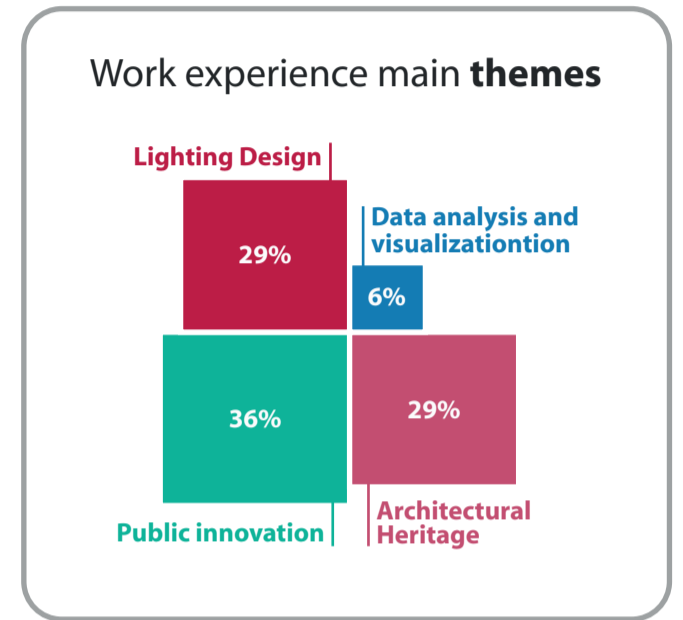 Work experience main themes
Lighting Design
Data analysis and
visualizationtion
29%
6%
36%
29%
Public innovation
Architectural
Heritage